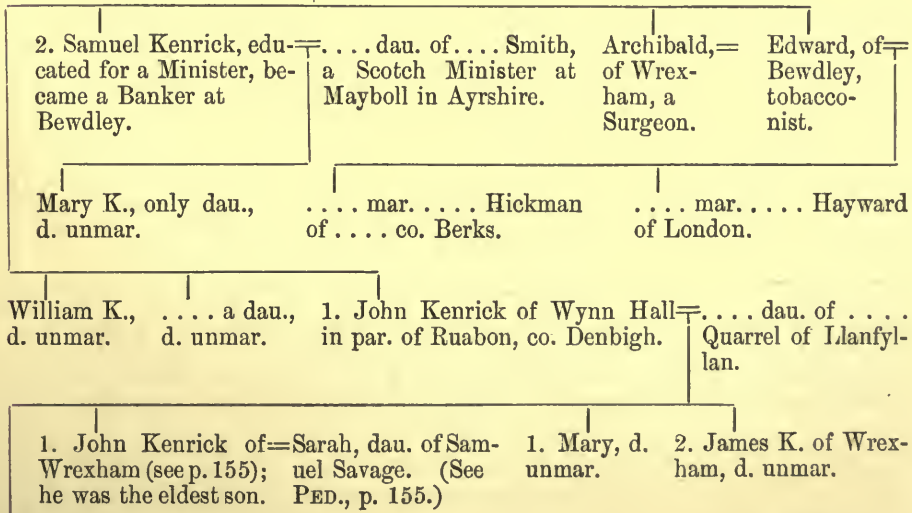 2. Samuel Kenrick, edu-
cated for a Minister, be-
came a Banker at
Bewdley.
. . . . dau. of . . . . Smith,
a Scotch Minister at
Mayboll in Ayrshire.
Archibald,
of Wrex-
ham, a
Surgeon.
Edward, of
Bewdley,
tobacco-
nist.
Mary K., only dau.,
d. unmar.
. . . . mar. . . . . Hickman
of . . . . co. Berks.
. . . . mar. . . . . Hayward
of London.
William K.,
d. unmar.
. . . . a dau.,
d. unmar.
1. John Kenrick of Wynn Hall
in par. of Ruabon, co. Denbigh.
. . . . dau. of . . . .
Quarrel of Llanfyl-
lan.
1. John Kenrick of
Wrexham (see p. 155);
he was the eldest son.
Sarah, dau. of Sam-
uel Savage. (See
PED., p. 155.)
1. Mary, d.
unmar.
2. James K. of Wrex-
ham, d. unmar.